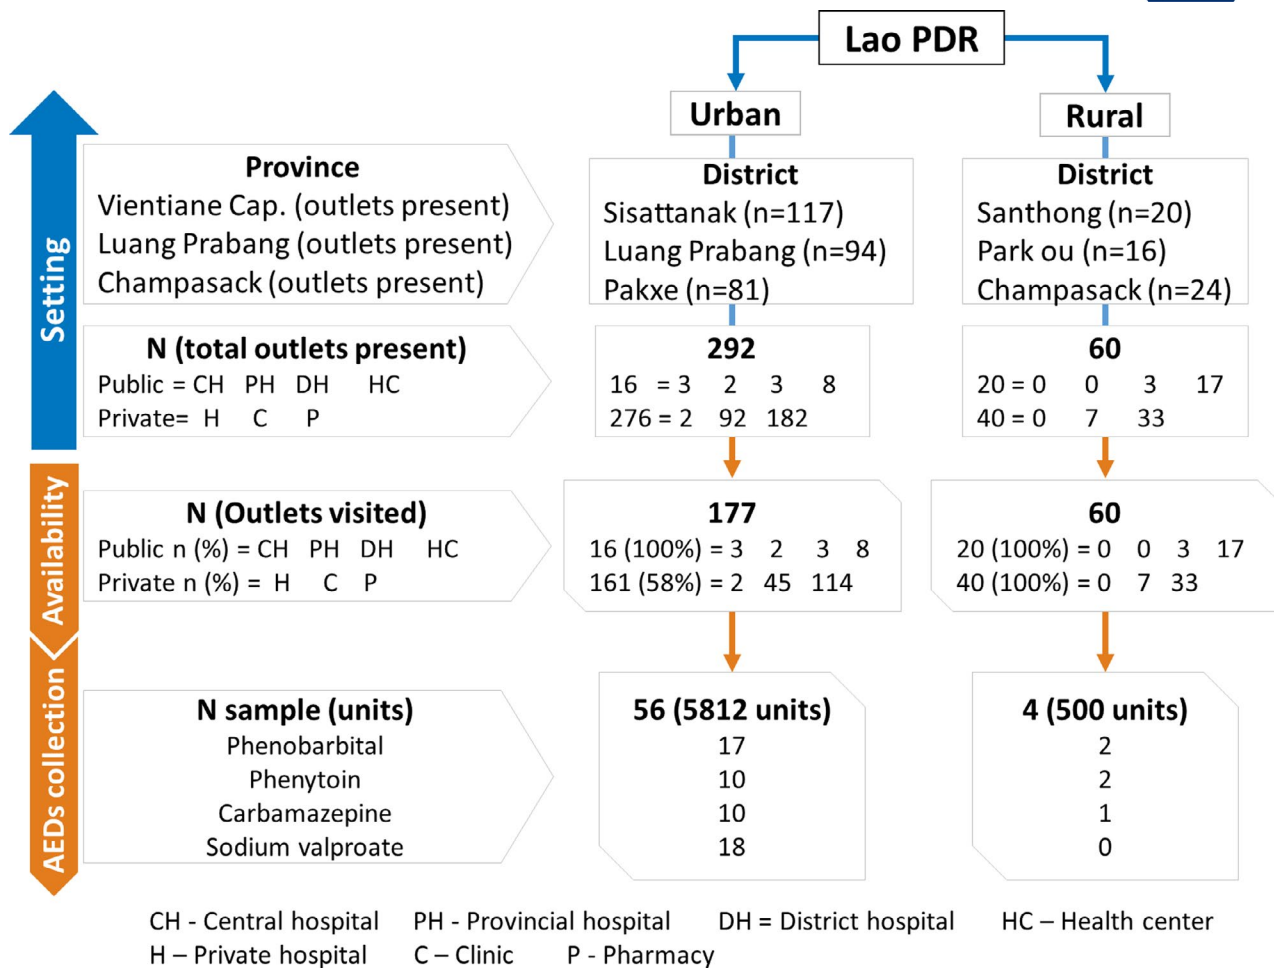 Lao PDR
Urban
Rural
Setting
Province
Vientiane Cap. (outlets present)
Luang Prabang (outlets present)
Champasack (outlets present)
District
Sisattanak (n=117)
Luang Prabang (n=94)
Pakxe (n=81)
District
Santhong (n=20)
Park ou (n=16)
Champasack (n=24)
N (total outlets present)
Public = CH PH DH HC
Private= H C P
292
16 = 3 2 3 8
276 = 2 92 182
60
20 = 0 0 3 17
40 = 0 7 33
Availability
N (Outlets visited)
Public n (%) = CH PH DH HC
Private n (%) = H C P
177
16 (100%) = 3 2 3 8
161 (58%) = 2 45 114
60
20 (100%) = 0 0 3 17
40 (100%) = 0 7 33
AEDs collection
N sample (units)
Phenobarbital
Phenytoin
Carbamazepine
Sodium valproate
56 (5812 units)
17
10
10
18
4 (500 units)
2
2
1
0
CH - Central hospital PH - Provincial hospital DH = District hospital HC – Health center
H – Private hospital C – Clinic P - Pharmacy